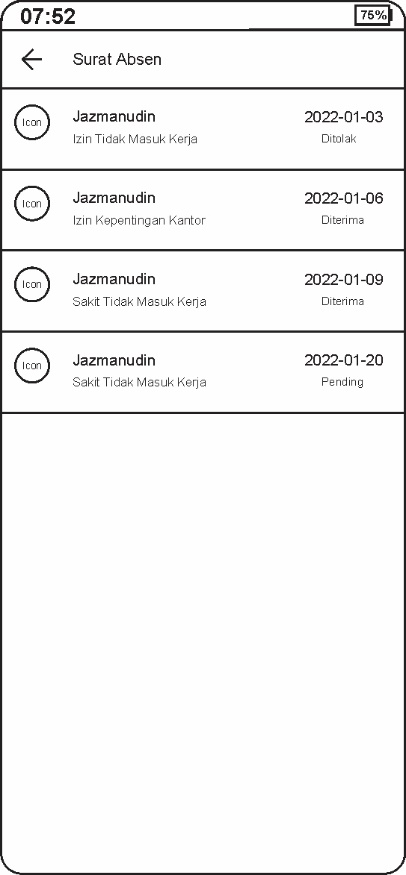 07:52 75%
Surat Absen
Icon Jazmanudin 2022-01-03
Izin Tidak Masuk Kerja Ditolak
Icon Jazmanudin 2022-01-06
Izin Kepentingan Kantor Diterima
Icon Jazmanudin 2022-01-09
Sakit Tidak Masuk Kerja Diterima
Icon Jazmanudin 2022-01-20
Sakit Tidak Masuk Kerja Pending